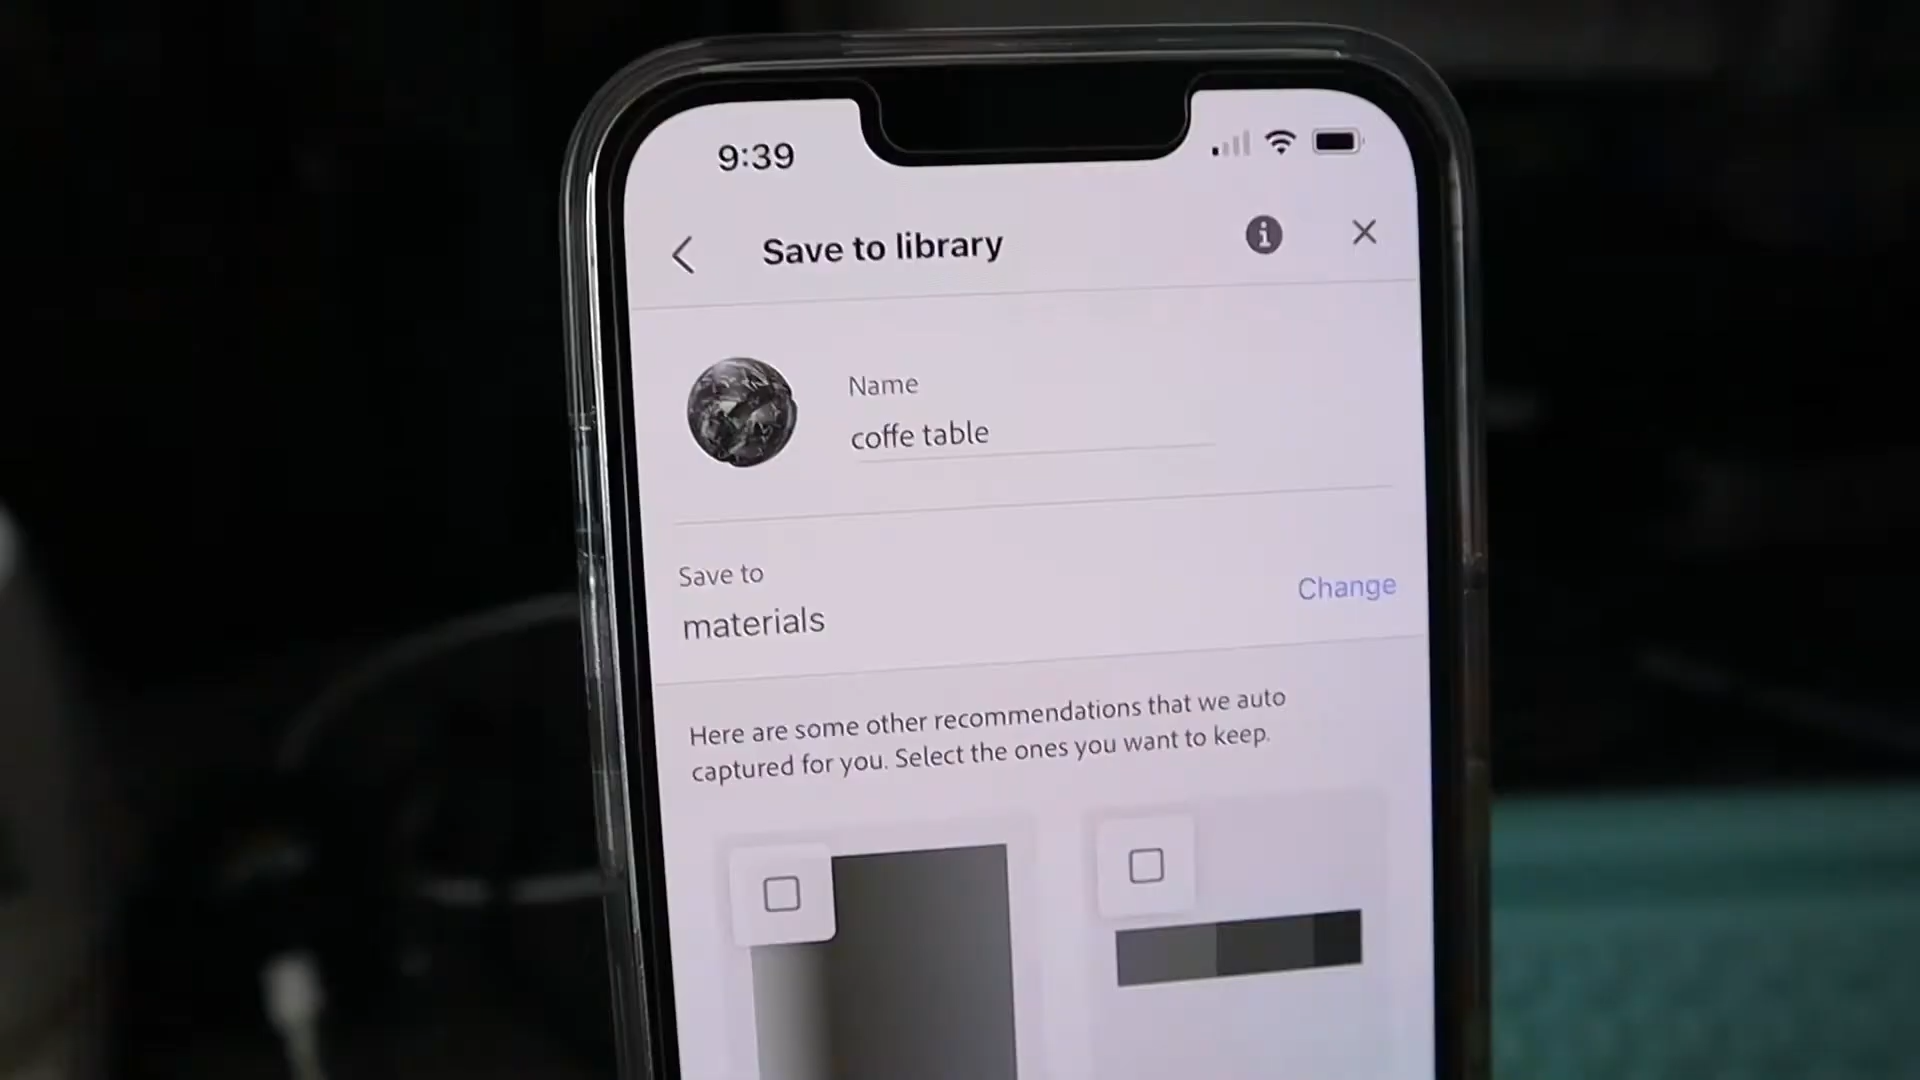 9:39
Save to library
Name
coffe table
Save to
materials
Change
Here are some other recommendations that we auto
captured for you. Select the ones you want to keep.